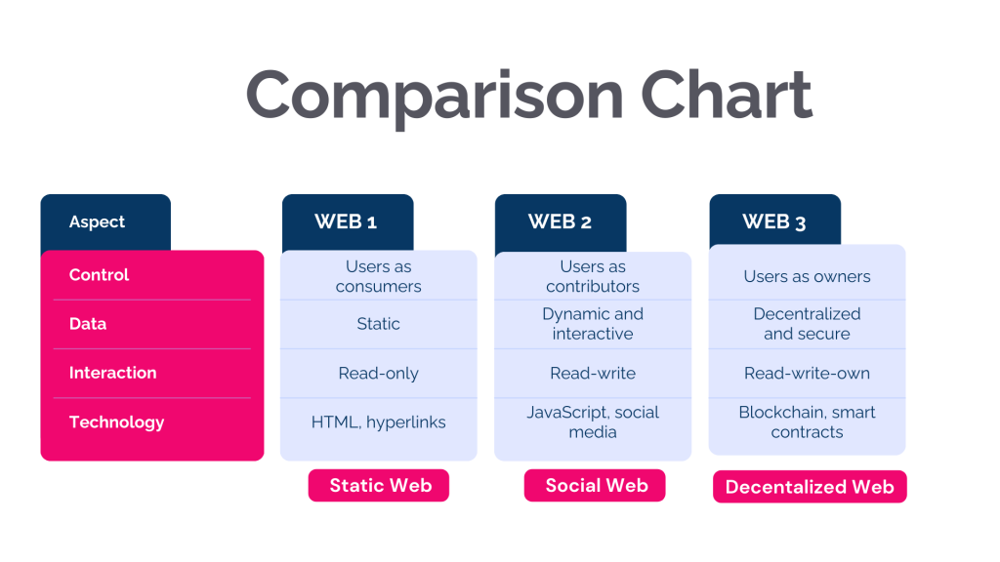 Comparison Chart
Aspect
WEB 1
WEB 2
WEB 3
Control
Users as
consumers
Users as
contributors
Users as owners
Data
Static
Dynamic and
interactive
Decentralized
and secure
Interaction
Read-only
Read-write
Read-write-own
Technology
HTML, hyperlinks
JavaScript, social
media
Blockchain, smart
contracts
Static Web
Social Web
Decentalized Web